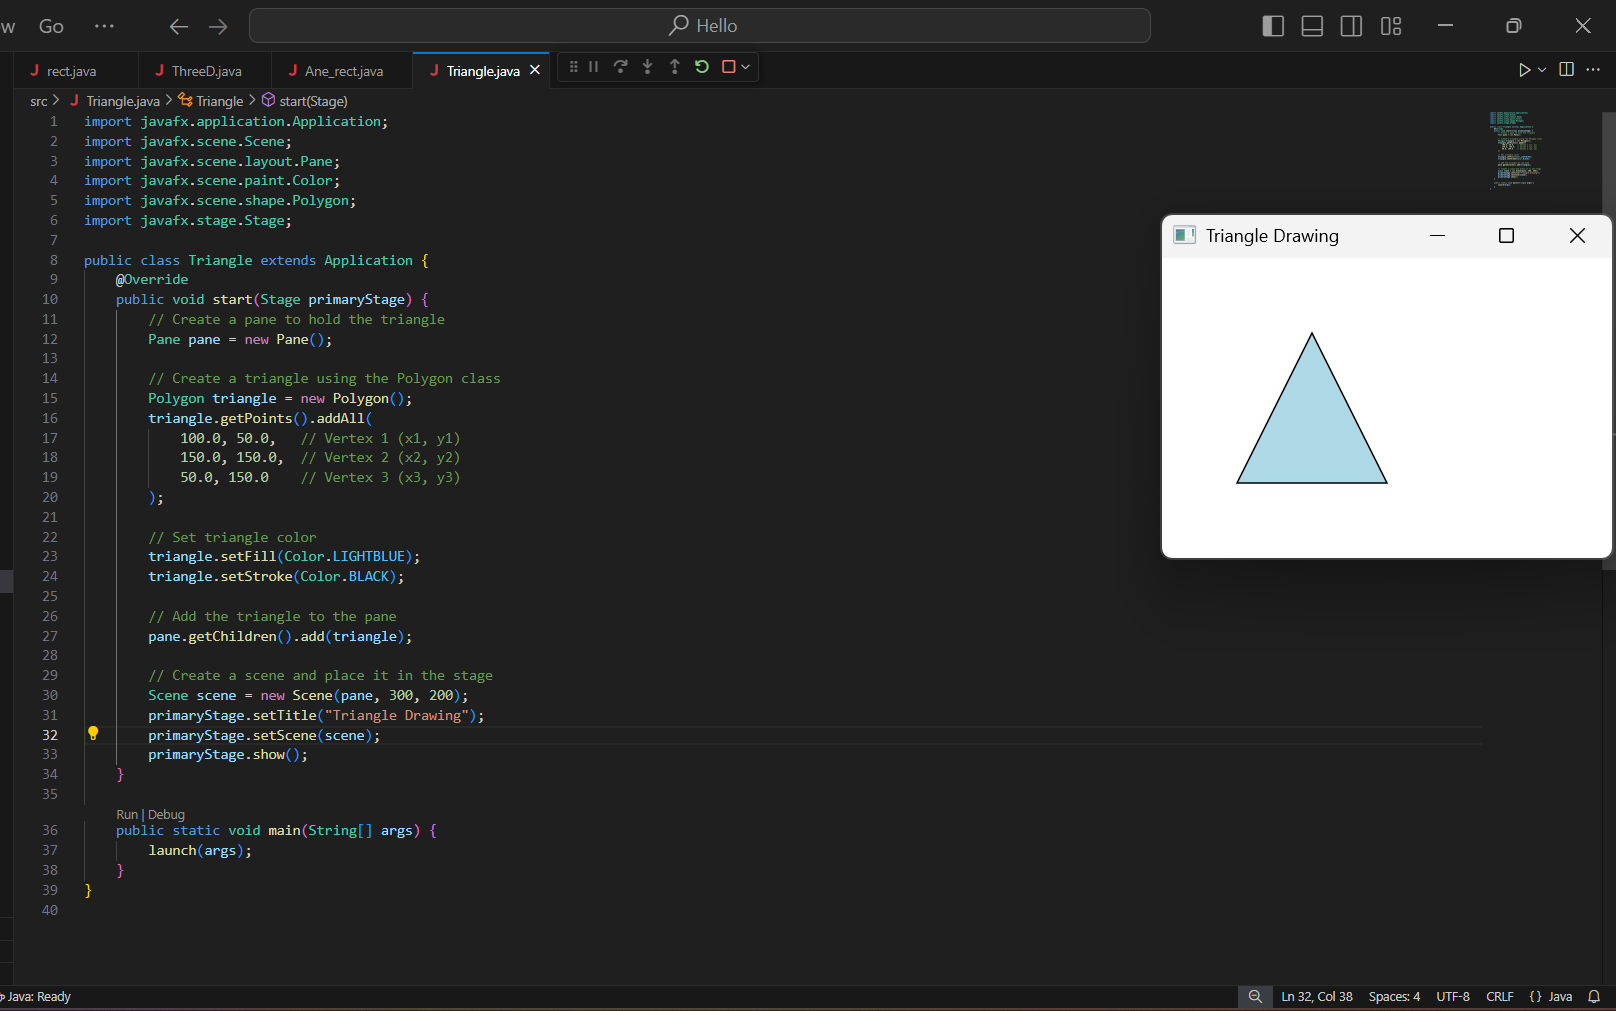 w Go ··· Hello
rect.java ThreeD.java Ane_rect.java Triangle.java
src > Triangle.java > Triangle > start(Stage)
1 import javafx.application.Application;
2 import javafx.scene.Scene;
3 import javafx.scene.layout.Pane;
4 import javafx.scene.paint.Color;
5 import javafx.scene.shape.Polygon;
6 import javafx.stage.Stage;
7
8 public class Triangle extends Application {
9 @Override
10 public void start(Stage primaryStage) {
11 // Create a pane to hold the triangle
12 Pane pane = new Pane();
13
14 // Create a triangle using the Polygon class
15 Polygon triangle = new Polygon();
16 triangle.getPoints().addAll(
17 100.0, 50.0, // Vertex 1 (x1, y1)
18 150.0, 150.0, // Vertex 2 (x2, y2)
19 50.0, 150.0 // Vertex 3 (x3, y3)
20 );
21
22 // Set triangle color
23 triangle.setFill(Color.LIGHTBLUE);
24 triangle.setStroke(Color.BLACK);
25
26 // Add the triangle to the pane
27 pane.getChildren().add(triangle);
28
29 // Create a scene and place it in the stage
30 Scene scene = new Scene(pane, 300, 200);
31 primaryStage.setTitle("Triangle Drawing");
32 primaryStage.setScene(scene);
33 primaryStage.show();
34 }
35
Run | Debug
36 public static void main(String[] args) {
37 launch(args);
38 }
39 }
40
Triangle Drawing
Java: Ready Ln 32, Col 38 Spaces: 4 UTF-8 CRLF {} Java